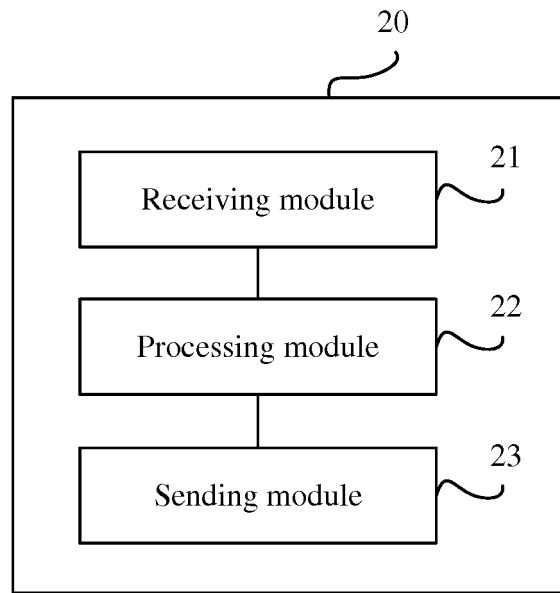 20
21
Receiving module
22
Processing module
23
Sending module